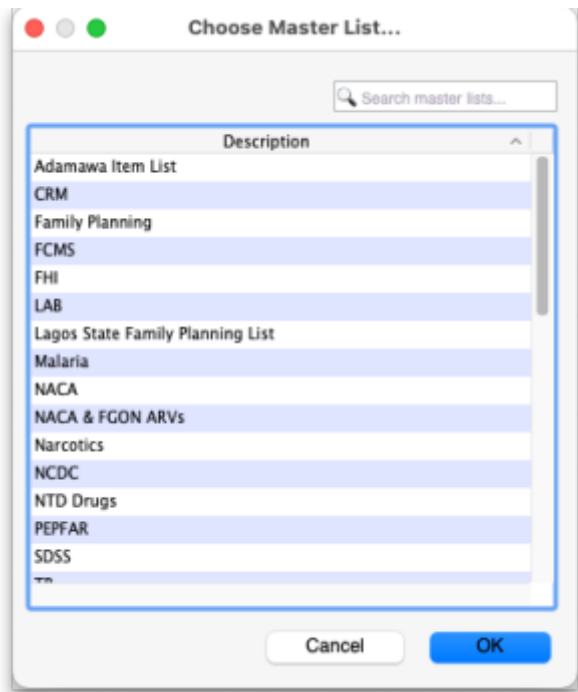 Choose Master List...
Search master lists...
Description
Adamawa Item List
CRM
Family Planning
FCMS
FHI
LAB
Lagos State Family Planning List
Malaria
NACA
NACA & FGON ARVs
Narcotics
NCDC
NTD Drugs
PEPFAR
SDSS
Cancel
OK